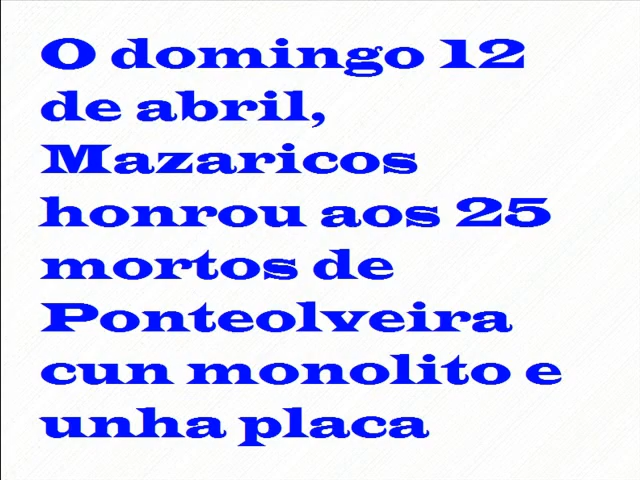 O domingo 12
de abril,
Mazaricos
honrou aos 25
mortos de
Ponteolveira
cun monolito e
unha placa